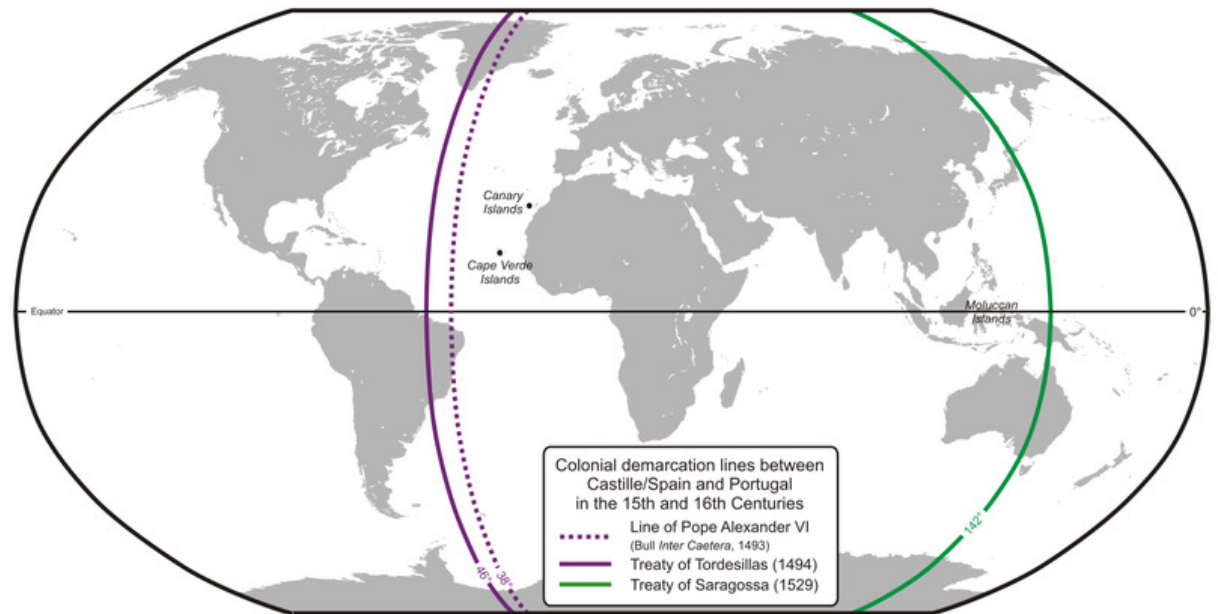 Canary
Islands
Cape Verde
Islands
Equator
Moluccan
Islands
0°
Colonial demarcation lines between
Castille/Spain and Portugal
in the 15th and 16th Centuries
Line of Pope Alexander VI
(Bull Inter Caetera, 1493)
Treaty of Tordesillas (1494)
Treaty of Saragossa (1529)
46°
38°
142°